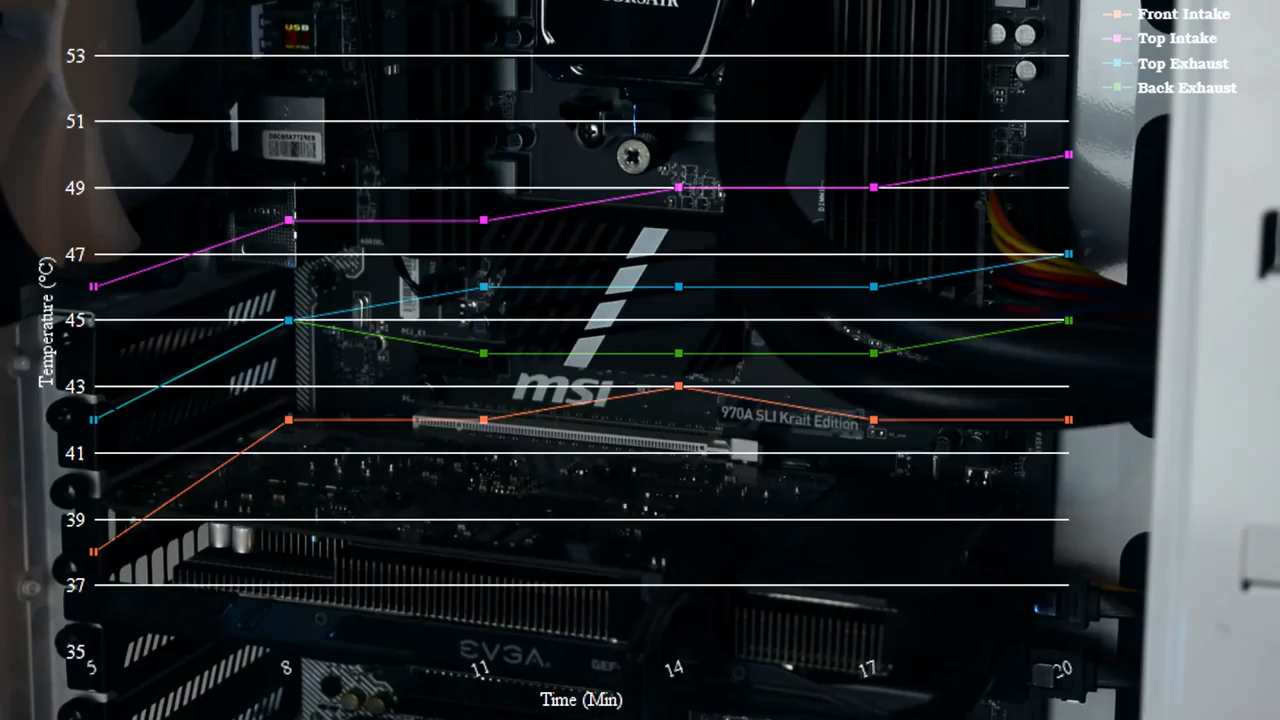 CORSAIR
USB
Front Intake
Top Intake
Top Exhaust
Back Exhaust
53
51
49
47
45
43
41
39
37
35
Temperature (°C)
msi
970A SLI Krait Edition
EVGA.
5
8
11
14
17
20
Time (Min)